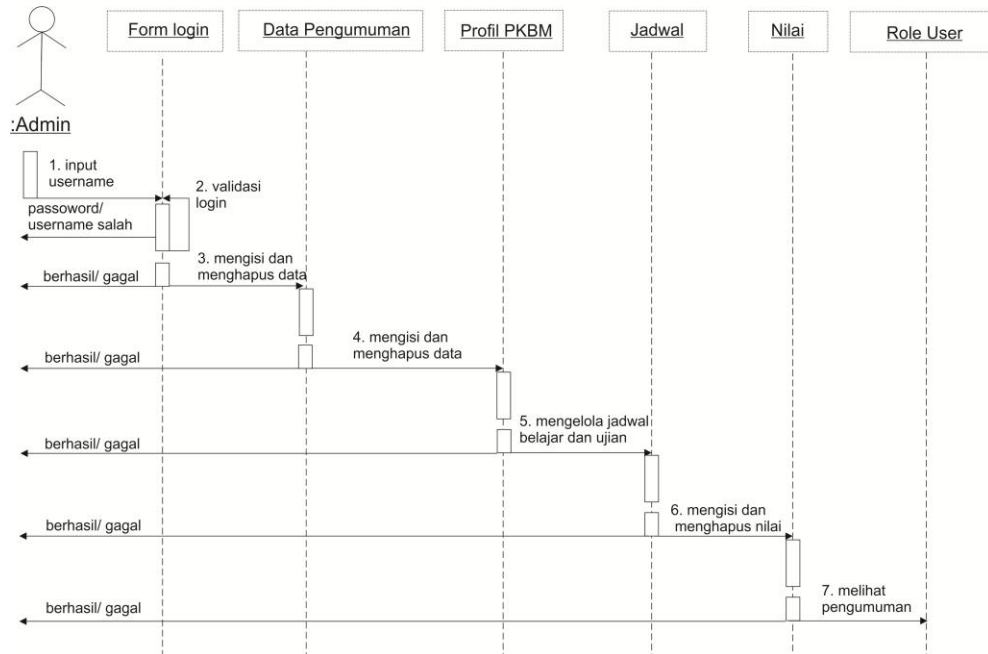 Form login
Data Pengumuman
Profil PKBM
Jadwal
Nilai
Role User
:Admin
1. input
username
2. validasi
login
passoword/
username salah
3. mengisi dan
menghapus data
berhasil/ gagal
4. mengisi dan
menghapus data
berhasil/ gagal
5. mengelola jadwal
belajar dan ujian
berhasil/ gagal
6. mengisi dan
menghapus nilai
berhasil/ gagal
7. melihat
pengumuman
berhasil/ gagal